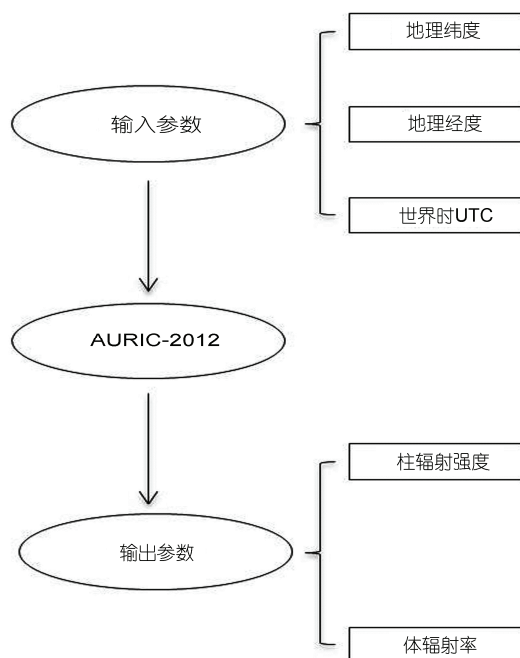 地理纬度
输入参数
地理经度
世界时UTC
AURIC-2012
柱辐射强度
输出参数
体辐射率